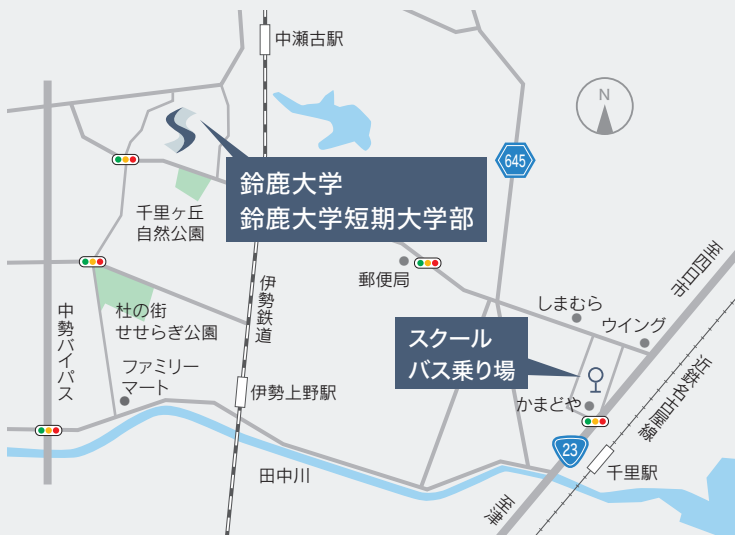 中瀬古駅
N
645
鈴鹿大学
鈴鹿大学短期大学部
千里ヶ丘
自然公園
郵便局
至四日市
伊勢鉄道
しまむら
ウイング
中勢バイパス
杜の街
せせらぎ公園
スクール
バス乗り場
ファミリー
マート
伊勢上野駅
かまどや
近鉄名古屋線
23
千里駅
田中川
至津